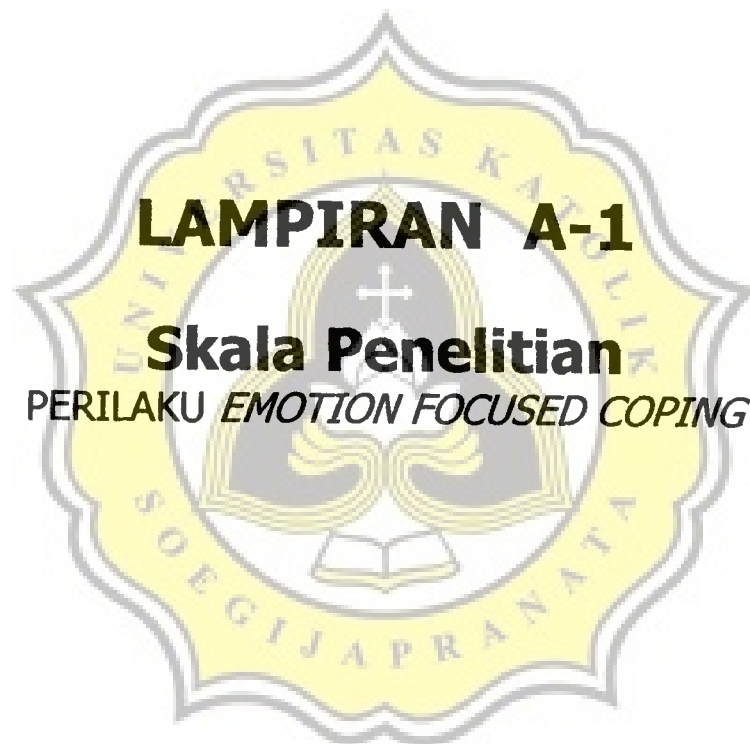 LAMPIRAN A-1
Skala Penelitian
PERILAKU EMOTION FOCUSED COPING
UNIVERSITAS KATOLIK
SOEGIJAPRANATA